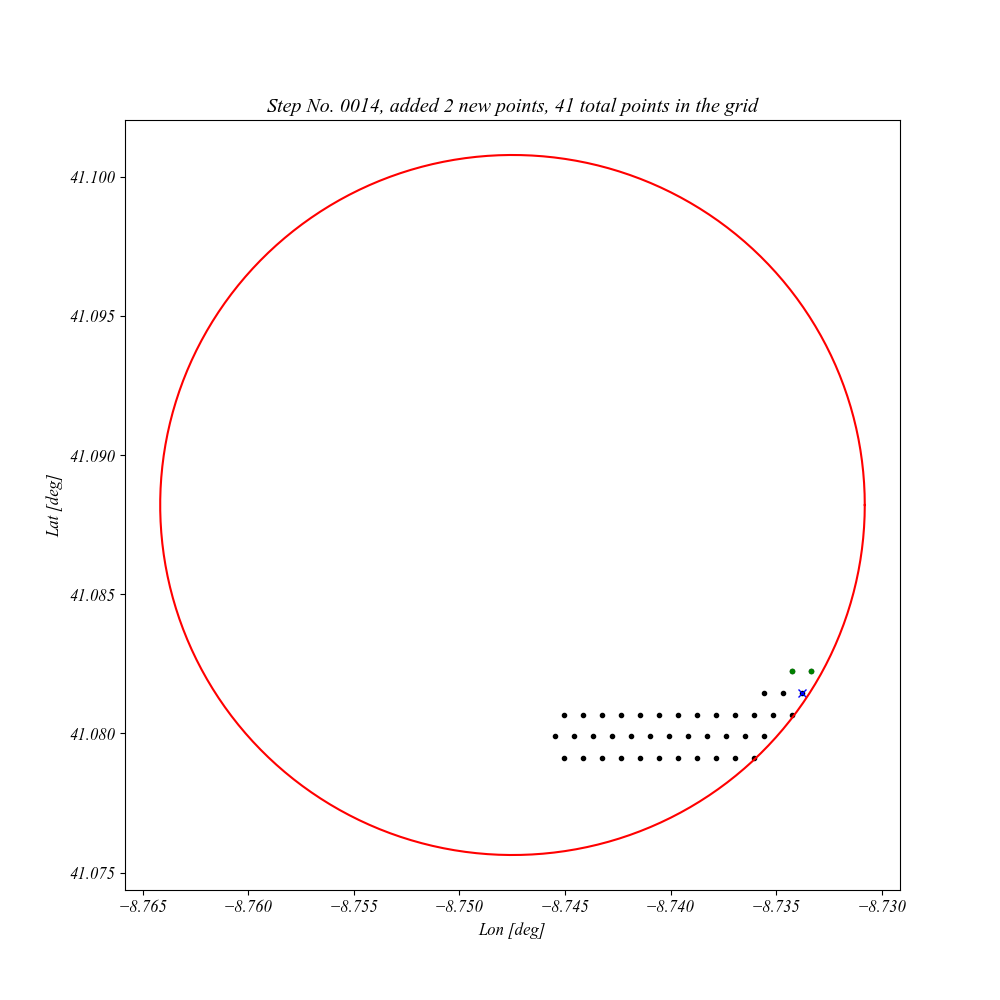 Step No. 0014, added 2 new points, 41 total points in the grid
41.100
41.095
41.090
41.085
41.080
41.075
Lat [deg]
−8.765 −8.760 −8.755 −8.750 −8.745 −8.740 −8.735 −8.730
Lon [deg]